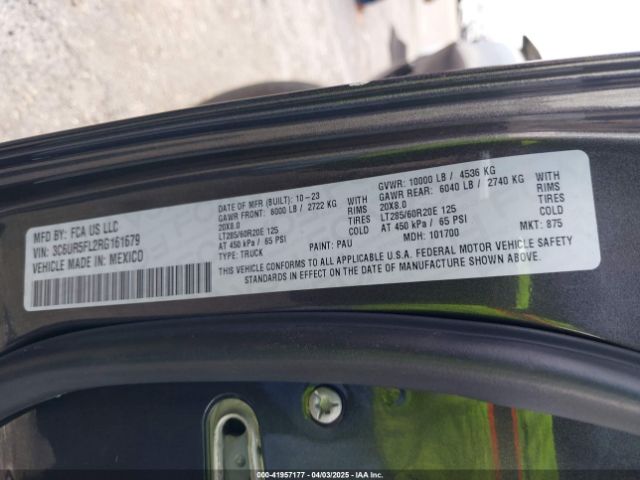 MFD BY: FCA US LLC
VIN: 3C6UR5FL2RG161679
VEHICLE MADE IN: MEXICO
DATE OF MFR (BUILT): 10-23
GAWR FRONT: 6000 LB / 2722 KG WITH
20X8.0 RIMS
LT285/60R20E 125 TIRES
AT 450 kPa / 65 PSI COLD
TYPE: TRUCK PAINT: PAU
GVWR: 10000 LB / 4536 KG
GAWR REAR: 6040 LB / 2740 KG WITH
20X8.0 RIMS
LT285/60R20E 125 TIRES
AT 450 kPa / 65 PSI COLD
MDH: 101700 MKT: 875
THIS VEHICLE CONFORMS TO ALL APPLICABLE U.S.A. FEDERAL MOTOR VEHICLE SAFETY
STANDARDS IN EFFECT ON THE DATE OF MANUFACTURE SHOWN ABOVE
000-41957177 - 04/03/2025 - IAAI.COM